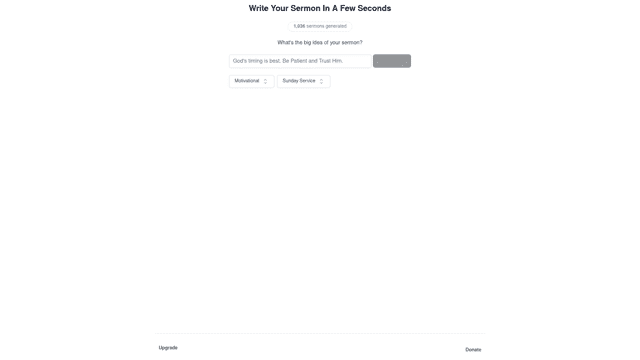 Write Your Sermon In A Few Seconds
1,036 sermons generated
What's the big idea of your sermon?
God's timing is best. Be Patient and Trust Him.
Motivational
Sunday Service
Upgrade
Donate